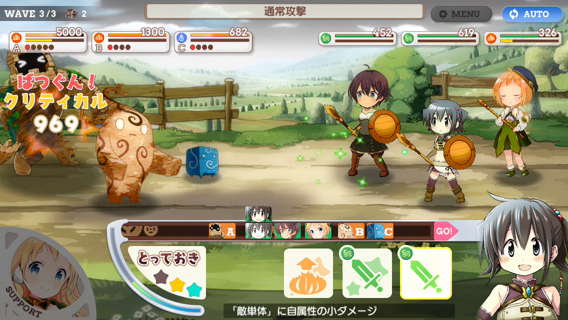 WAVE 3/3 2
通常攻撃
MENU
AUTO
5000
A
1300
B
682
C
452
619
326
ばつぐん!
クリティカル
969
A
B
C
GO!
とっておき
SUPPORT
「敵単体」に自属性の小ダメージ